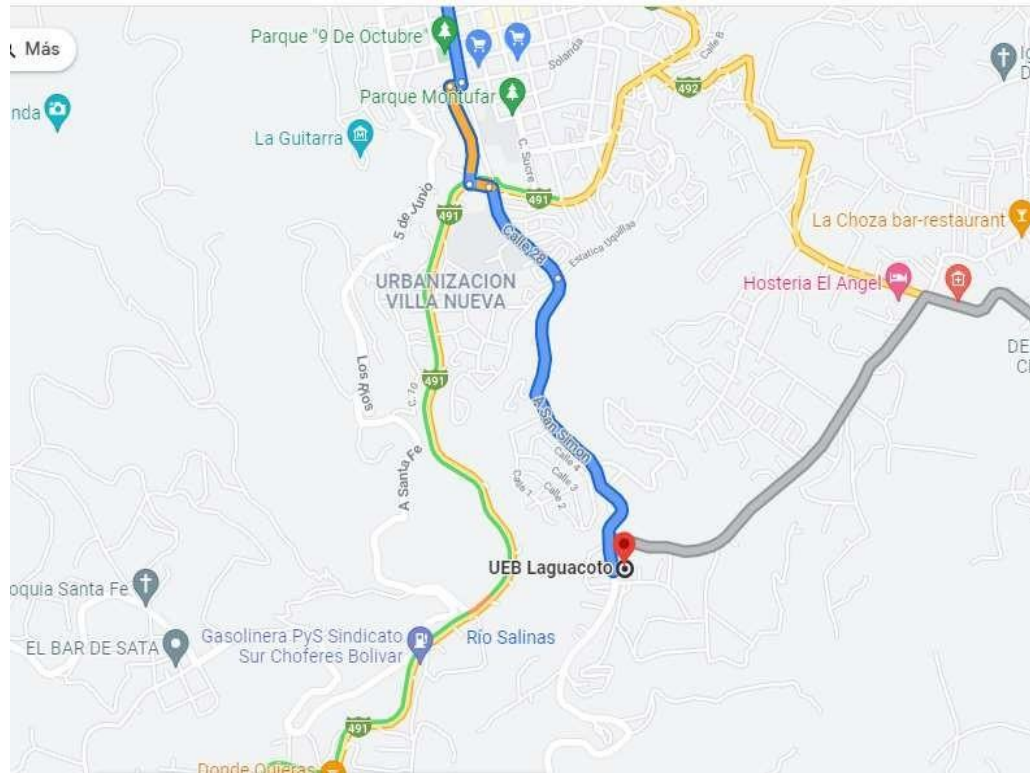 Parque "9 De Octubre"
Más
Calle B
Solanda
492
Parque Montufar
nda
La Guitarra
C. Sucre
5 de Junio
491
491
La Choza bar-restaurant
Calle 28
Estatica Uquillas
URBANIZACION
VILLA NUEVA
Hosteria El Angel
DE
491
Los Ríos
C. 10
A San Simon
A Santa Fe
Calle 4
Calle 3
Calle 2
Calle 1
UEB Laguacoto
oquia Santa Fe
EL BAR DE SATA
Gasolinera PyS Sindicato
Sur Choferes Bolivar
Río Salinas
491
Donde Quieras